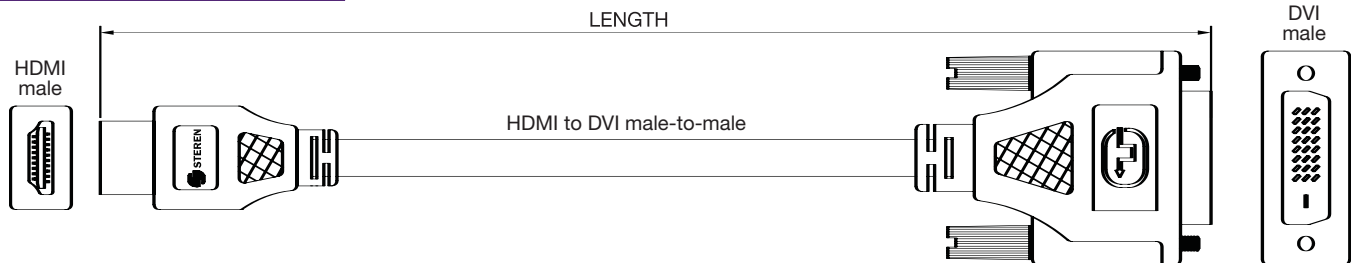 LENGTH
DVI
male
HDMI
male
HDMI to DVI male-to-male
STEREN